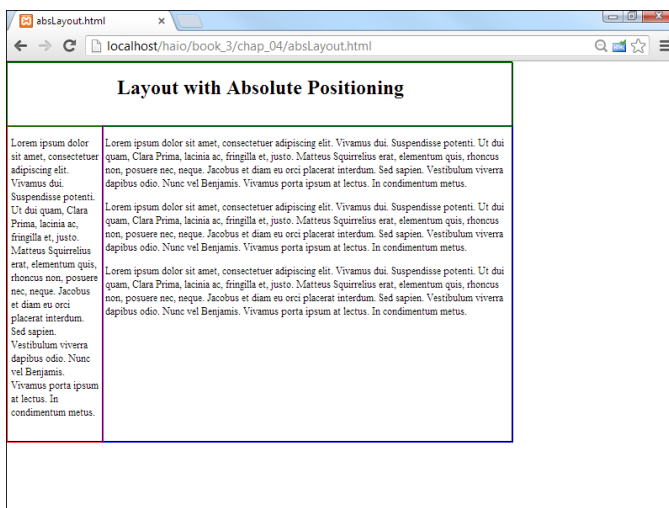 absLayout.html
localhost/haio/book_3/chap_04/absLayout.html
Layout with Absolute Positioning
Lorem ipsum dolor
sit amet, consectetuer
adipiscing elit.
Vivamus dui.
Suspendisse potenti.
Ut dui quam, Clara
Prima, lacinia ac,
fringilla et, justo.
Matteus Squirrelius
erat, elementum quis,
rhoncus non, posuere
nec, neque. Jacobus
et diam eu orci
placerat interdum.
Sed sapien.
Vestibulum viverra
dapibus odio. Nunc
vel Benjamis.
Vivamus porta ipsum
at lectus. In
condimentum metus.
Lorem ipsum dolor sit amet, consectetuer adipiscing elit. Vivamus dui. Suspendisse potenti. Ut dui
quam, Clara Prima, lacinia ac, fringilla et, justo. Matteus Squirrelius erat, elementum quis, rhoncus
non, posuere nec, neque. Jacobus et diam eu orci placerat interdum. Sed sapien. Vestibulum viverra
dapibus odio. Nunc vel Benjamis. Vivamus porta ipsum at lectus. In condimentum metus.
Lorem ipsum dolor sit amet, consectetuer adipiscing elit. Vivamus dui. Suspendisse potenti. Ut dui
quam, Clara Prima, lacinia ac, fringilla et, justo. Matteus Squirrelius erat, elementum quis, rhoncus
non, posuere nec, neque. Jacobus et diam eu orci placerat interdum. Sed sapien. Vestibulum viverra
dapibus odio. Nunc vel Benjamis. Vivamus porta ipsum at lectus. In condimentum metus.
Lorem ipsum dolor sit amet, consectetuer adipiscing elit. Vivamus dui. Suspendisse potenti. Ut dui
quam, Clara Prima, lacinia ac, fringilla et, justo. Matteus Squirrelius erat, elementum quis, rhoncus
non, posuere nec, neque. Jacobus et diam eu orci placerat interdum. Sed sapien. Vestibulum viverra
dapibus odio. Nunc vel Benjamis. Vivamus porta ipsum at lectus. In condimentum metus.